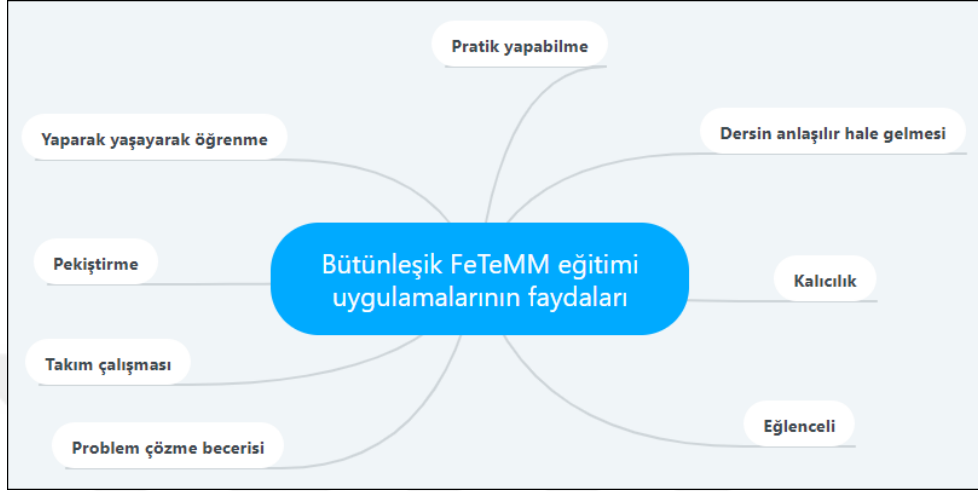 Pratik yapabilme
Yaparak yaşayarak öğrenme
Dersin anlaşılır hale gelmesi
Bütünleşik FeTeMM eğitimi
uygulamalarının faydaları
Pekiştirme
Kalıcılık
Takım çalışması
Eğlenceli
Problem çözme becerisi